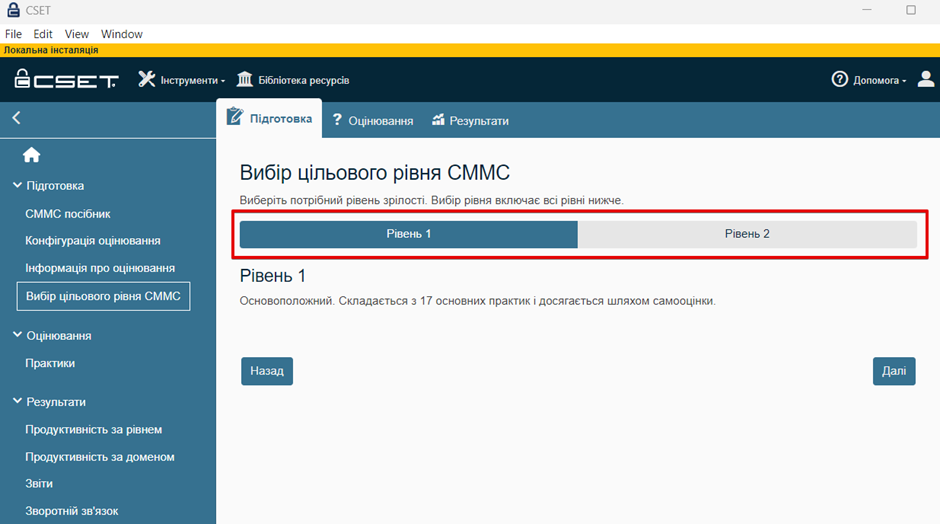 CSET
File Edit View Window
Локальна інсталяція
CSET
Інструменти
Бібліотека ресурсів
Допомога
Підготовка
Оцінювання
Результати
Підготовка
CMMC посібник
Конфігурація оцінювання
Інформація про оцінювання
Вибір цільового рівня CMMC
Оцінювання
Практики
Результати
Продуктивність за рівнем
Продуктивність за доменом
Звіти
Зворотній зв'язок
Вибір цільового рівня CMMC
Виберіть потрібний рівень зрілості. Вибір рівня включає всі рівні нижче.
Рівень 1
Рівень 2
Рівень 1
Основоположний. Складається з 17 основних практик і досягається шляхом самооцінки.
Назад
Далі